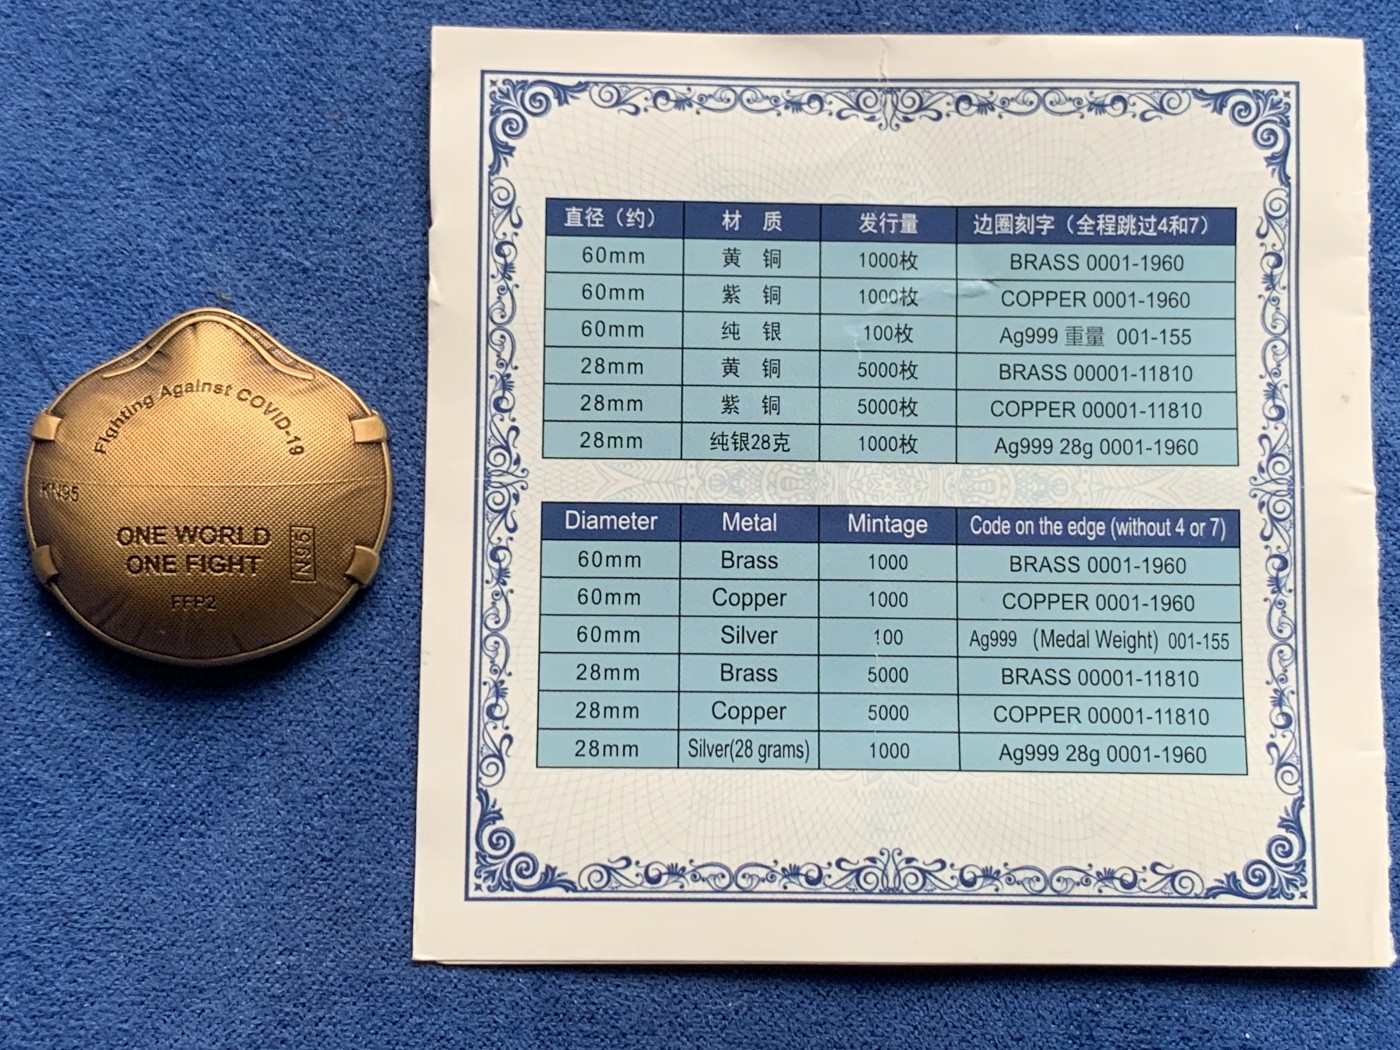 Fighting Against COVID-19
KN95
ONE WORLD
ONE FIGHT
N95
FFP2
直径（约） 材 质 发行量 边圈刻字（全程跳过4和7）
60mm 黄 铜 1000枚 BRASS 0001-1960
60mm 紫 铜 1000枚 COPPER 0001-1960
60mm 纯 银 100枚 Ag999 重量 001-155
28mm 黄 铜 5000枚 BRASS 00001-11810
28mm 紫 铜 5000枚 COPPER 00001-11810
28mm 纯银28克 1000枚 Ag999 28g 0001-1960
Diameter Metal Mintage Code on the edge (without 4 or 7)
60mm Brass 1000 BRASS 0001-1960
60mm Copper 1000 COPPER 0001-1960
60mm Silver 100 Ag999 (Medal Weight) 001-155
28mm Brass 5000 BRASS 00001-11810
28mm Copper 5000 COPPER 00001-11810
28mm Silver(28 grams) 1000 Ag999 28g 0001-1960